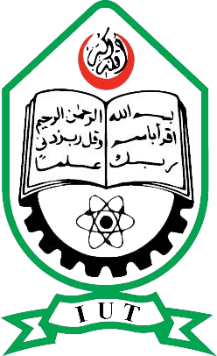 بسم الله الرحمن الرحيم
اقرأ باسم
ربك
وقل رب زدني
علما
IUT